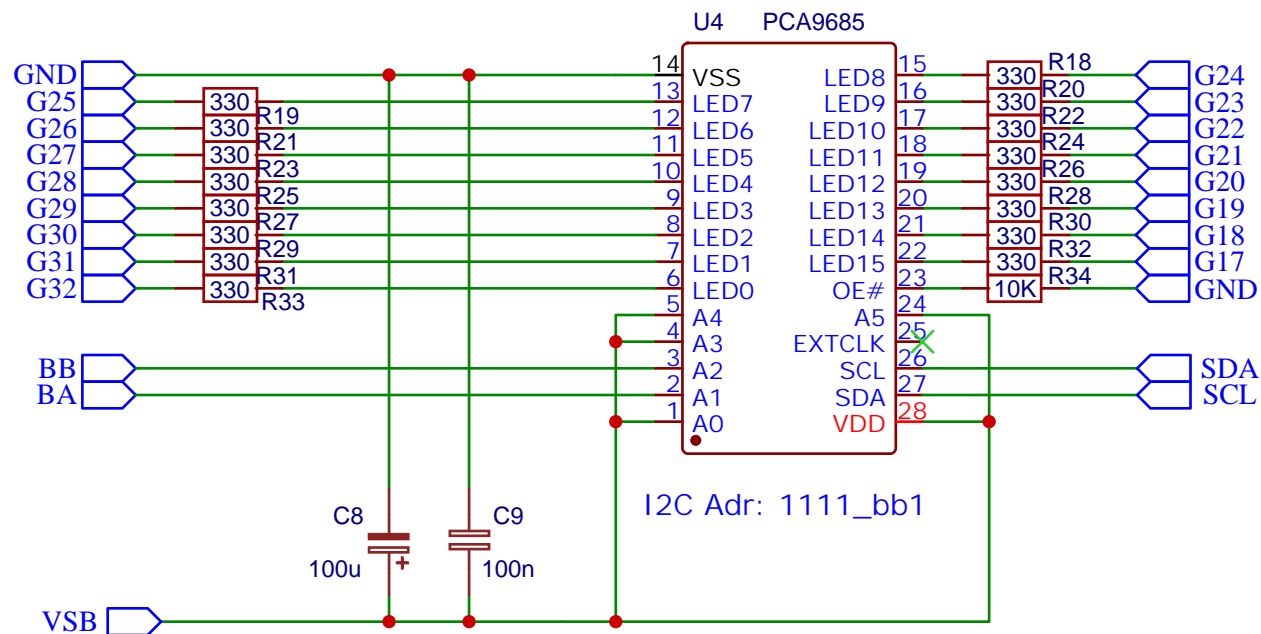 U4 PCA9685
GND 14 VSS LED8 15 330 R18 G24
G25 330 R19 13 LED7 LED9 16 330 R20 G23
G26 330 R21 12 LED6 LED10 17 330 R22 G22
G27 330 R23 11 LED5 LED11 18 330 R24 G21
G28 330 R25 10 LED4 LED12 19 330 R26 G20
G29 330 R27 9 LED3 LED13 20 330 R28 G19
G30 330 R29 8 LED2 LED14 21 330 R30 G18
G31 330 R31 7 LED1 LED15 22 330 R32 G17
G32 330 R33 6 LED0 OE# 23 10K R34 GND
5 A4 A5 24
4 A3 EXTCLK 25
BB 3 A2 SCL 26 SDA
BA 2 A1 SDA 27 SCL
1 A0 VDD 28
I2C Adr: 1111_bb1
C8 C9
100u + 100n
VSB